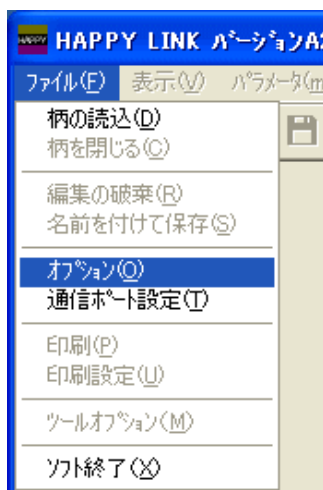 HAPPY HAPPY LINK ﾊﾞｰｼﾞｮﾝA2
ﾌｧｲﾙ(F) 表示(V) ﾊﾟﾗﾒｰﾀ(m
柄の読込(D)
柄を閉じる(C)
編集の破棄(R)
名前を付けて保存(S)
ｵﾌﾟｼｮﾝ(O)
通信ﾎﾟｰﾄ設定(T)
印刷(P)
印刷設定(U)
ﾂｰﾙｵﾌﾟｼｮﾝ(M)
ｿﾌﾄ終了(X)